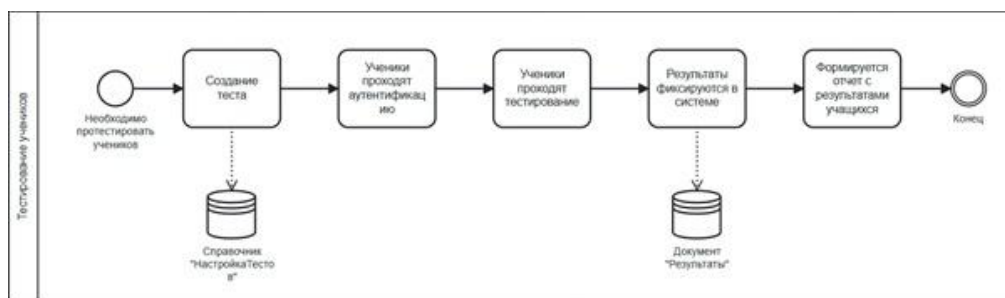 Тестирование учеников
Необходимо
протестировать
учеников
Создание
теста
Ученики
проходят
аутентификац
ию
Ученики
проходят
тестирование
Результаты
фиксируются в
системе
Формируется
отчет с
результатами
учащихся
Конец
Справочник
"НастройкаТесто
в"
Документ
"Результаты"